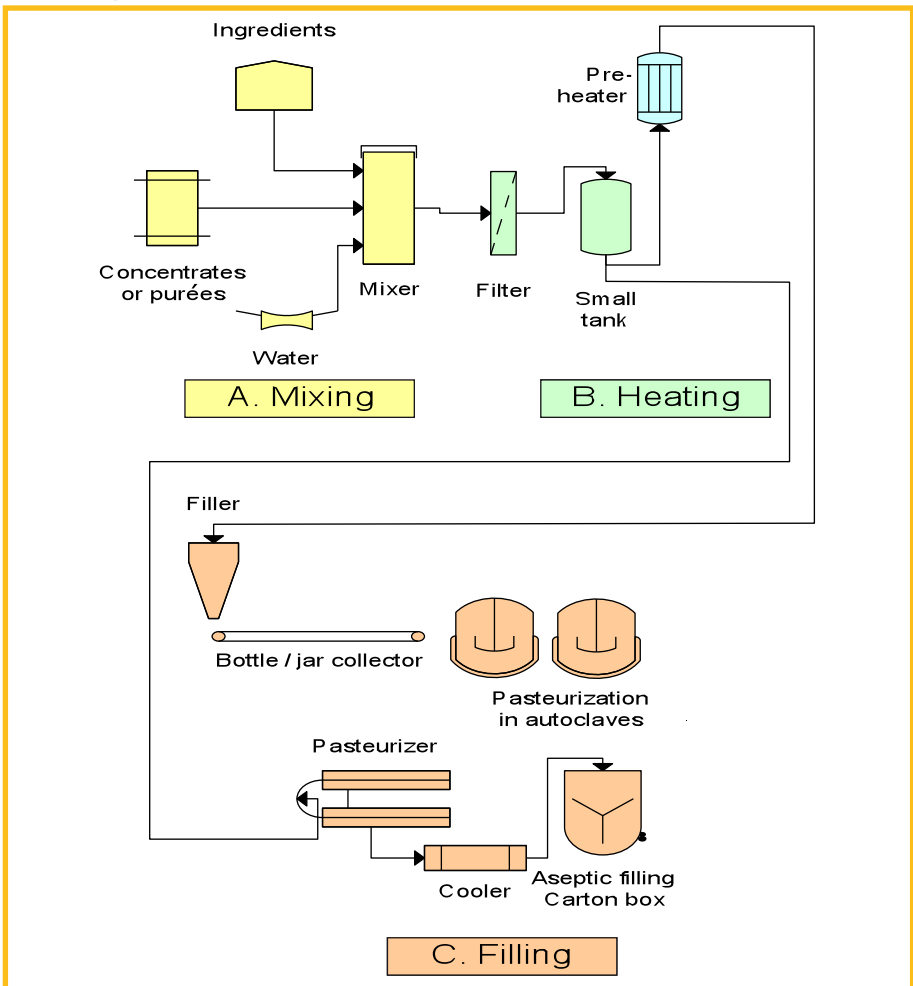 Ingredients
Pre-
heater
Concentrates
or purées
Mixer
Filter
Small
tank
Water
A. Mixing
B. Heating
Filler
Bottle / jar collector
Pasteurization
in autoclaves
Pasteurizer
Cooler
Aseptic filling
Carton box
C. Filling